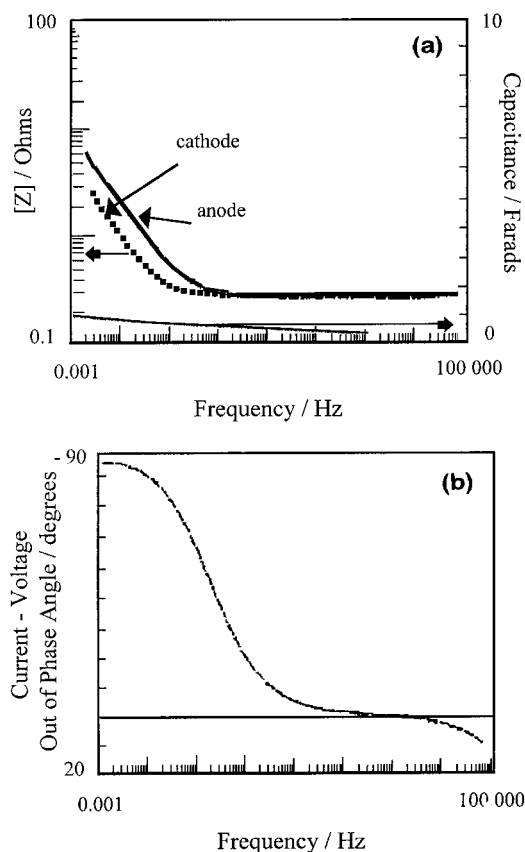 100
10
(a)
cathode
anode
[Z] / Ohms
Capacitance / Farads
0.1
0
0.001
100 000
Frequency / Hz
- 90
(b)
Current - Voltage
Out of Phase Angle / degrees
20
0.001
100 000
Frequency / Hz